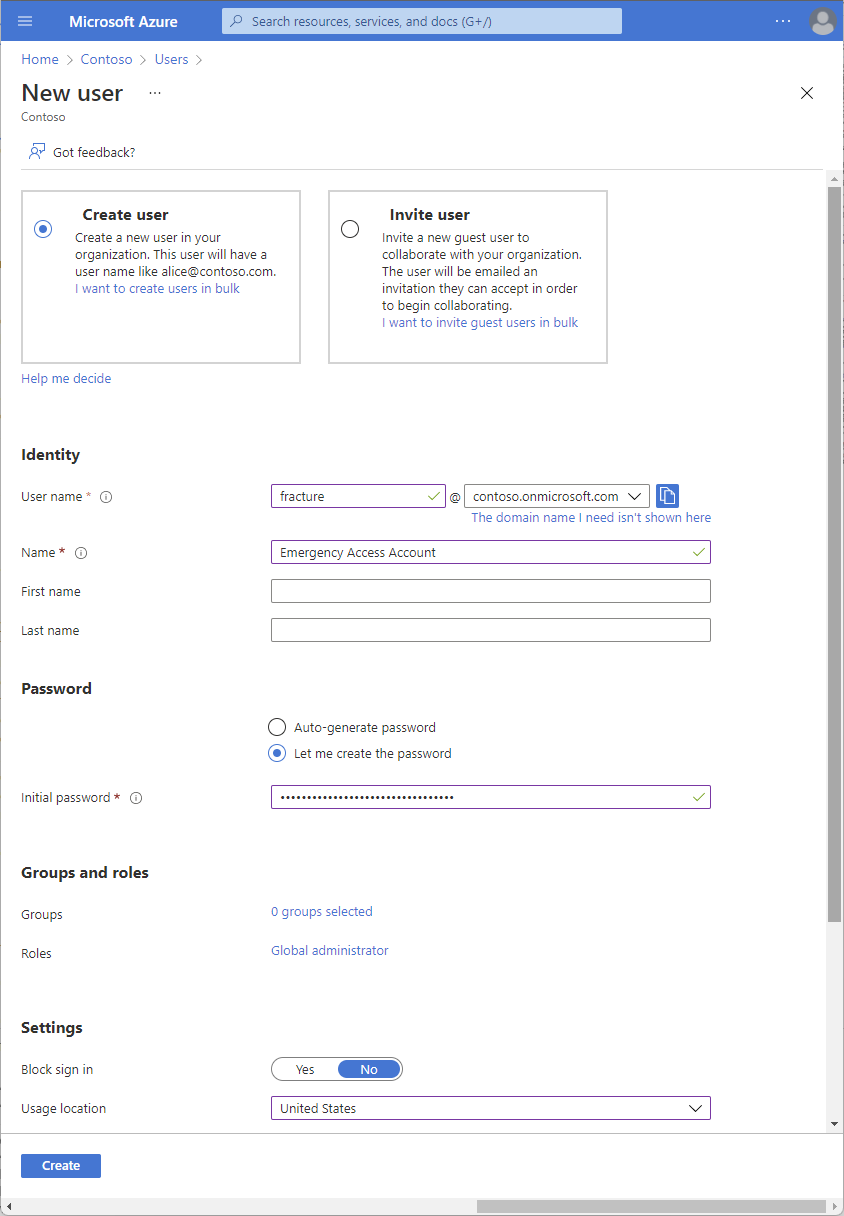 Microsoft Azure
Search resources, services, and docs (G+/)
...
Home > Contoso > Users >
New user ...
Contoso
Got feedback?
Create user
Create a new user in your
organization. This user will have a
user name like alice@contoso.com.
I want to create users in bulk
Invite user
Invite a new guest user to
collaborate with your organization.
The user will be emailed an
invitation they can accept in order
to begin collaborating.
I want to invite guest users in bulk
Help me decide
Identity
User name * fracture @ contoso.onmicrosoft.com
The domain name I need isn't shown here
Name * Emergency Access Account
First name
Last name
Password
Auto-generate password
Let me create the password
Initial password * •••••••••••••••••••••••••••••••••
Groups and roles
Groups 0 groups selected
Roles Global administrator
Settings
Block sign in Yes No
Usage location United States
Create